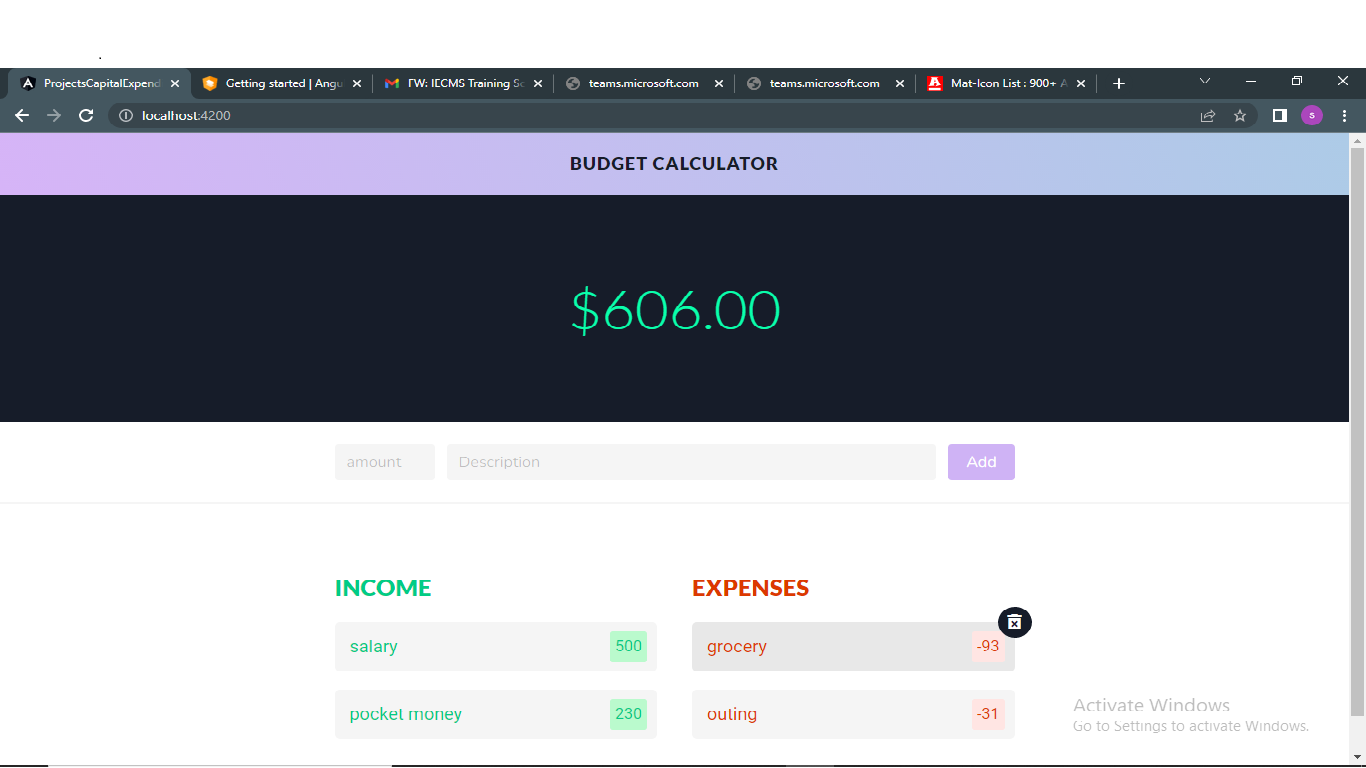 ProjectsCapitalExpend
Getting started | Angu
FW: IECMS Training Sc
teams.microsoft.com
teams.microsoft.com
Mat-Icon List : 900+ A
localhost:4200
S
BUDGET CALCULATOR
$606.00
amount
Description
Add
INCOME
EXPENSES
salary
500
grocery
-93
pocket money
230
outing
-31
Activate Windows
Go to Settings to activate Windows.